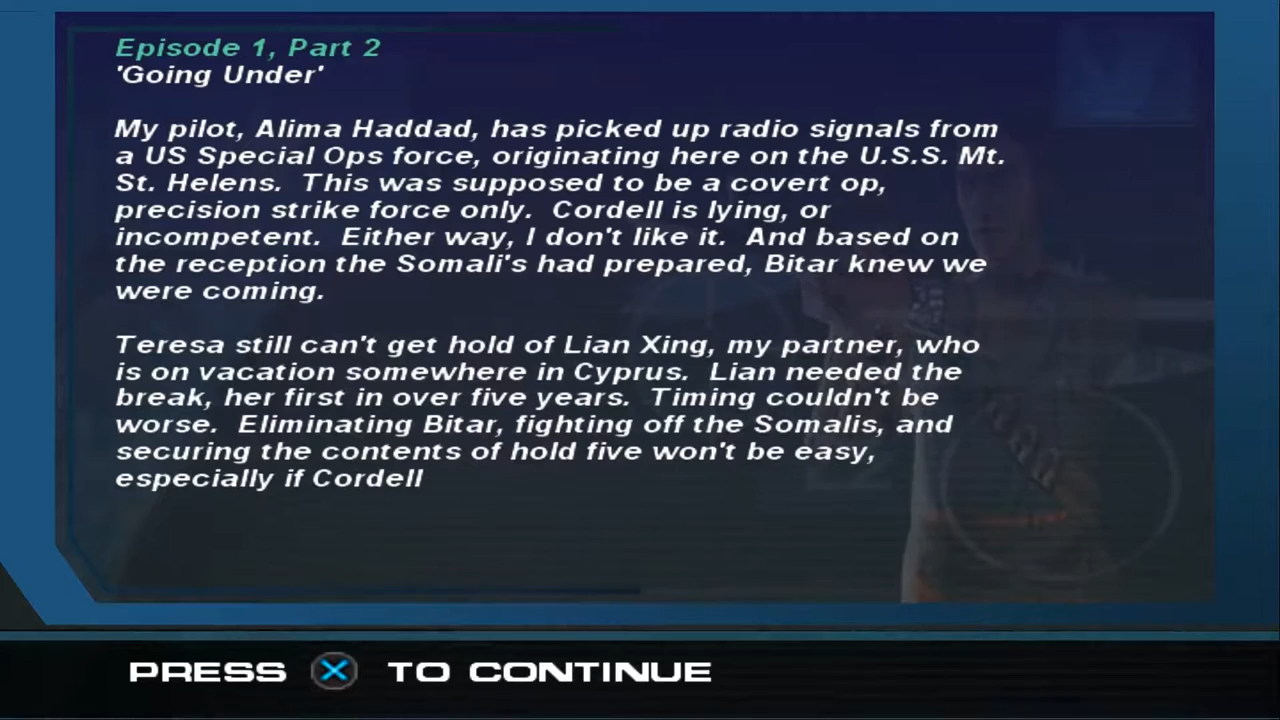 Episode 1, Part 2
'Going Under'
My pilot, Alima Haddad, has picked up radio signals from
a US Special Ops force, originating here on the U.S.S. Mt.
St. Helens. This was supposed to be a covert op,
precision strike force only. Cordell is lying, or
incompetent. Either way, I don't like it. And based on
the reception the Somali's had prepared, Bitar knew we
were coming.
Teresa still can't get hold of Lian Xing, my partner, who
is on vacation somewhere in Cyprus. Lian needed the
break, her first in over five years. Timing couldn't be
worse. Eliminating Bitar, fighting off the Somalis, and
securing the contents of hold five won't be easy,
especially if Cordell
PRESS X TO CONTINUE